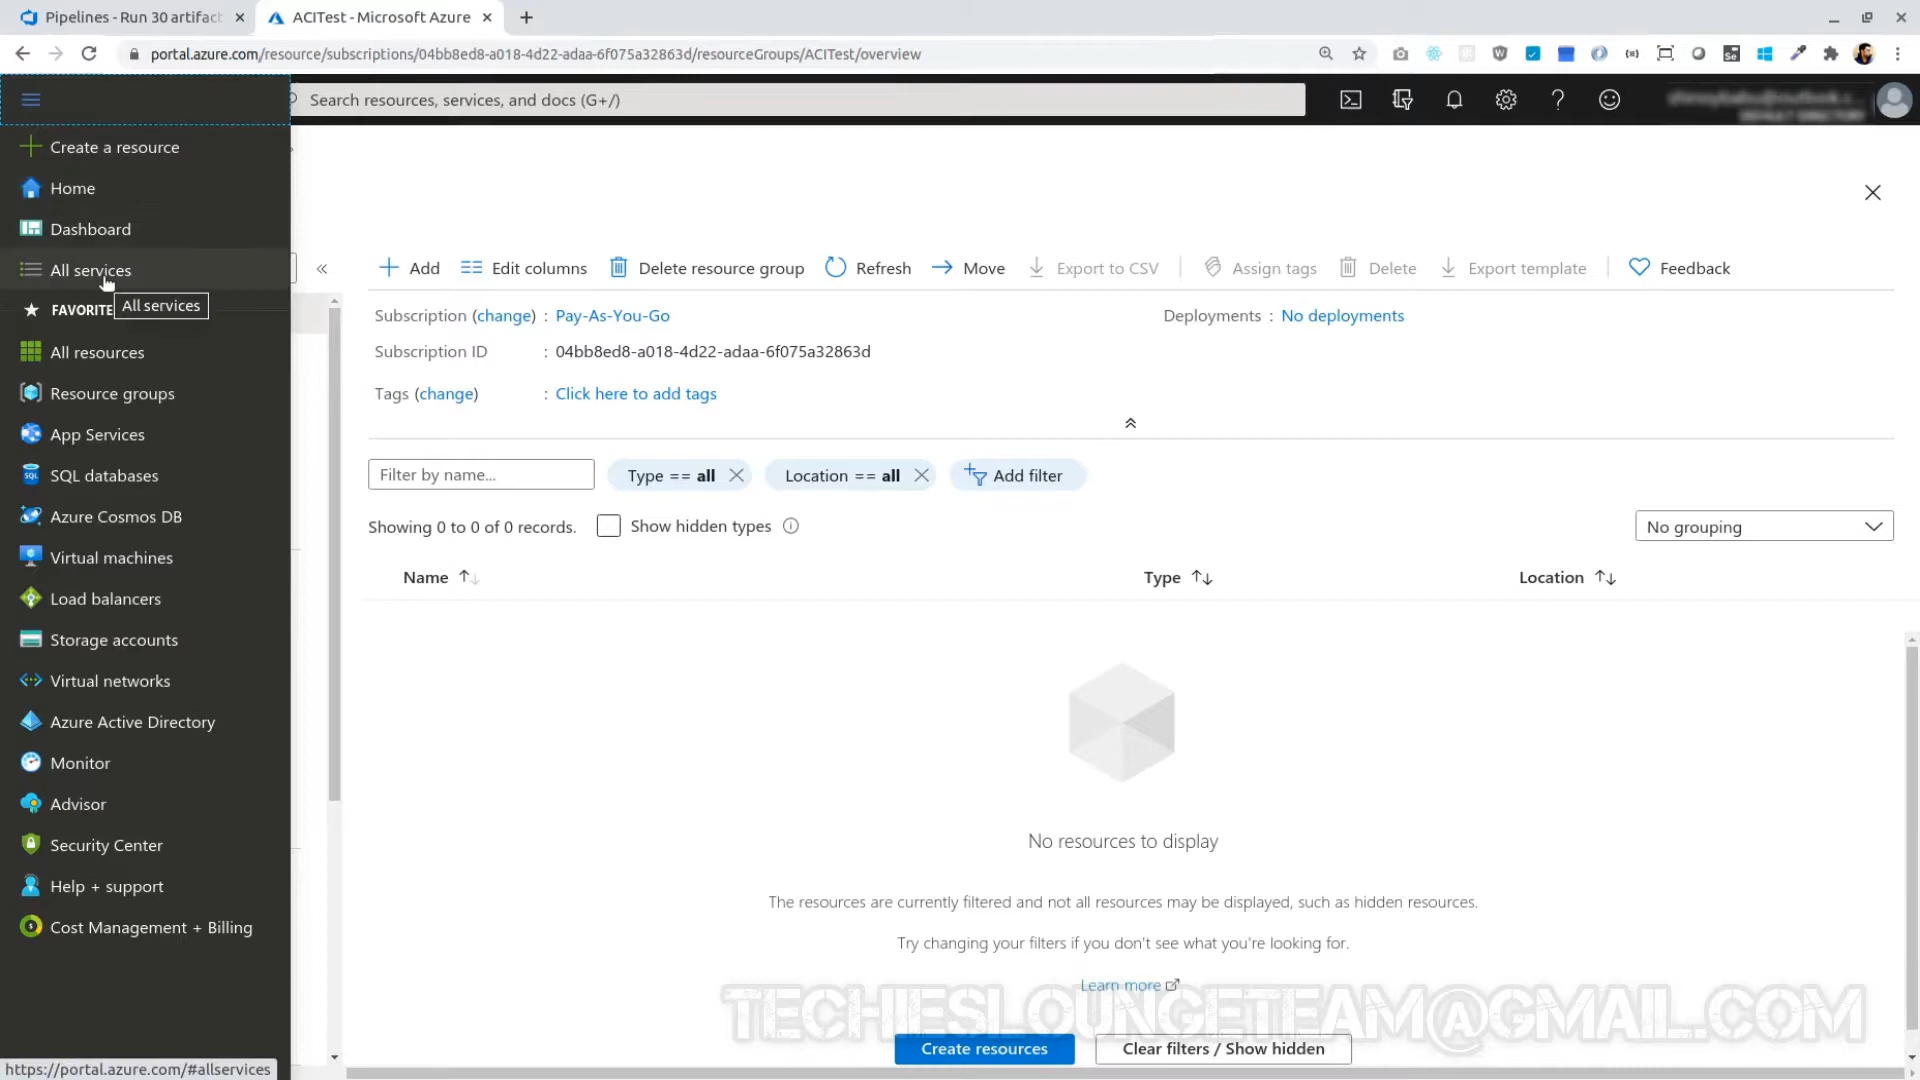 Pipelines - Run 30 artifact
ACITest - Microsoft Azure
portal.azure.com/resource/subscriptions/04bb8ed8-a018-4d22-adaa-6f075a32863d/resourceGroups/ACITest/overview
Search resources, services, and docs (G+/)
DEFAULT DIRECTORY
Create a resource
Home
Dashboard
All services
FAVORITE
All services
All resources
Resource groups
App Services
SQL databases
Azure Cosmos DB
Virtual machines
Load balancers
Storage accounts
Virtual networks
Azure Active Directory
Monitor
Advisor
Security Center
Help + support
Cost Management + Billing
https://portal.azure.com/#allservices
Add
Edit columns
Delete resource group
Refresh
Move
Export to CSV
Assign tags
Delete
Export template
Feedback
Subscription (change) : Pay-As-You-Go
Deployments : No deployments
Subscription ID : 04bb8ed8-a018-4d22-adaa-6f075a32863d
Tags (change) : Click here to add tags
Filter by name...
Type == all
Location == all
Add filter
Showing 0 to 0 of 0 records.
Show hidden types
No grouping
Name
Type
Location
No resources to display
The resources are currently filtered and not all resources may be displayed, such as hidden resources.
Try changing your filters if you don't see what you're looking for.
Learn more
TECHIESLOUNGETEAM@GMAIL.COM
Create resources
Clear filters / Show hidden